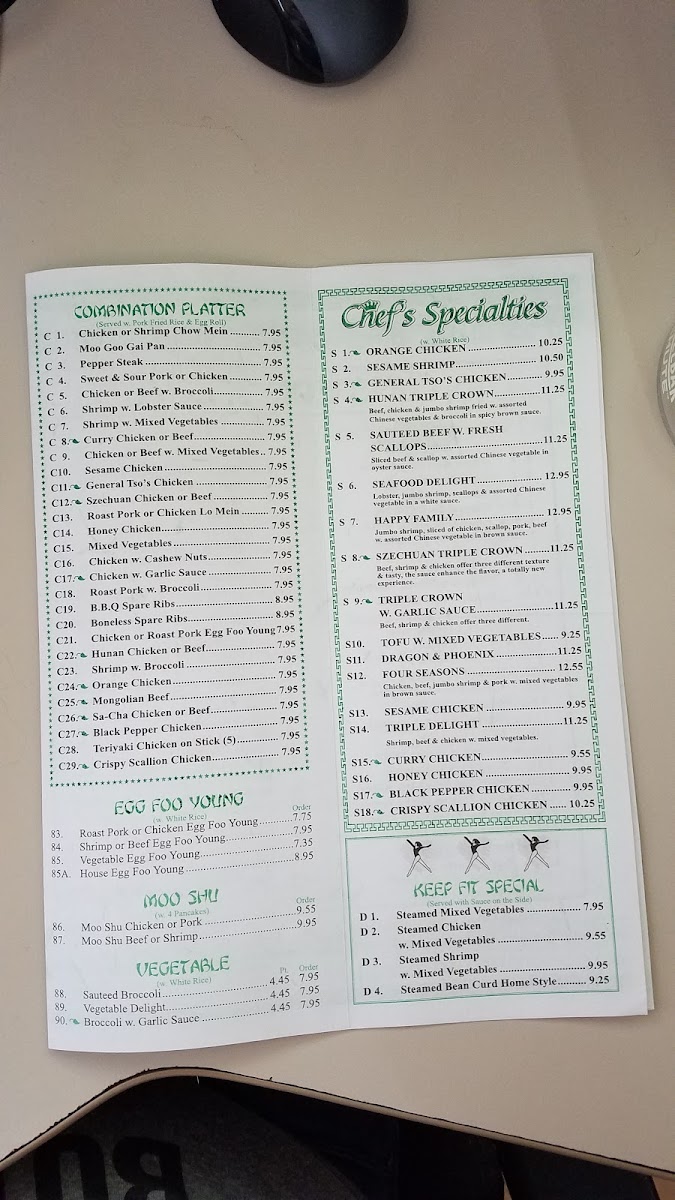 COMBINATION PLATTER
(Served w. Pork Fried Rice & Egg Roll)
C 1. Chicken or Shrimp Chow Mein .......... 7.95
C 2. Moo Goo Gai Pan ........ 7.95
C 3. Pepper Steak ........ 7.95
C 4. Sweet & Sour Pork or Chicken ........ 7.95
C 5. Chicken or Beef w. Broccoli ........ 7.95
C 6. Shrimp w. Lobster Sauce ........ 7.95
C 7. Shrimp w. Mixed Vegetables ........ 7.95
C 8. Curry Chicken or Beef ........ 7.95
C 9. Chicken or Beef w. Mixed Vegetables .. 7.95
C10. Sesame Chicken ........ 7.95
C11. General Tso's Chicken ........ 7.95
C12. Szechuan Chicken or Beef ........ 7.95
C13. Roast Pork or Chicken Lo Mein ........ 7.95
C14. Honey Chicken ........ 7.95
C15. Mixed Vegetables ........ 7.95
C16. Chicken w. Cashew Nuts ........ 7.95
C17. Chicken w. Garlic Sauce ........ 7.95
C18. Roast Pork w. Broccoli ........ 7.95
C19. B.B.Q Spare Ribs ........ 8.95
C20. Boneless Spare Ribs ........ 8.95
C21. Chicken or Roast Pork Egg Foo Young 7.95
C22. Hunan Chicken or Beef ........ 7.95
C23. Shrimp w. Broccoli ........ 7.95
C24. Orange Chicken ........ 7.95
C25. Mongolian Beef ........ 7.95
C26. Sa-Cha Chicken or Beef ........ 7.95
C27. Black Pepper Chicken ........ 7.95
C28. Teriyaki Chicken on Stick (5) ........ 7.95
C29. Crispy Scallion Chicken ........ 7.95
EGG FOO YOUNG
(w. White Rice) Order
83. Roast Pork or Chicken Egg Foo Young ........ 7.75
84. Shrimp or Beef Egg Foo Young ........ 7.95
85. Vegetable Egg Foo Young ........ 7.35
85A. House Egg Foo Young ........ 8.95
MOO SHU
(w. 4 Pancakes) Order
86. Moo Shu Chicken or Pork ........ 9.55
87. Moo Shu Beef or Shrimp ........ 9.95
VEGETABLE
(w. White Rice) Pt. Order
88. Sauteed Broccoli ........ 4.45 7.95
89. Vegetable Delight ........ 4.45 7.95
90. Broccoli w. Garlic Sauce ........ 4.45 7.95
Chef's Specialties
(w. White Rice)
S 1. ORANGE CHICKEN ........ 10.25
S 2. SESAME SHRIMP ........ 10.50
S 3. GENERAL TSO'S CHICKEN ........ 9.95
S 4. HUNAN TRIPLE CROWN ........ 11.25
Beef, chicken & jumbo shrimp fried w. assorted
Chinese vegetables & broccoli in spicy brown sauce.
S 5. SAUTEED BEEF W. FRESH
SCALLOPS ........ 11.25
Sliced beef & scallop w. assorted Chinese vegetable in
oyster sauce.
S 6. SEAFOOD DELIGHT ........ 12.95
Lobster, jumbo shrimp, scallops & assorted Chinese
vegetable in a white sauce.
S 7. HAPPY FAMILY ........ 12.95
Jumbo shrimp, sliced of chicken, scallop, pork, beef
w. assorted Chinese vegetable in brown sauce.
S 8. SZECHUAN TRIPLE CROWN ........ 11.25
Beef, shrimp & chicken offer three different texture
& tasty, the sauce enhance the flavor, a totally new
experience.
S 9. TRIPLE CROWN
W. GARLIC SAUCE ........ 11.25
Beef, shrimp & chicken offer three different.
S10. TOFU W. MIXED VEGETABLES ...... 9.25
S11. DRAGON & PHOENIX ........ 11.25
S12. FOUR SEASONS ........ 12.55
Chicken, beef, jumbo shrimp & pork w. mixed vegetables
in brown sauce.
S13. SESAME CHICKEN ........ 9.95
S14. TRIPLE DELIGHT ........ 11.25
Shrimp, beef & chicken w. mixed vegetables.
S15. CURRY CHICKEN ........ 9.55
S16. HONEY CHICKEN ........ 9.95
S17. BLACK PEPPER CHICKEN ........ 9.95
S18. CRISPY SCALLION CHICKEN ...... 10.25
KEEP FIT SPECIAL
(Served with Sauce on the Side)
D 1. Steamed Mixed Vegetables ........ 7.95
D 2. Steamed Chicken
w. Mixed Vegetables ........ 9.55
D 3. Steamed Shrimp
w. Mixed Vegetables ........ 9.95
D 4. Steamed Bean Curd Home Style ........ 9.25